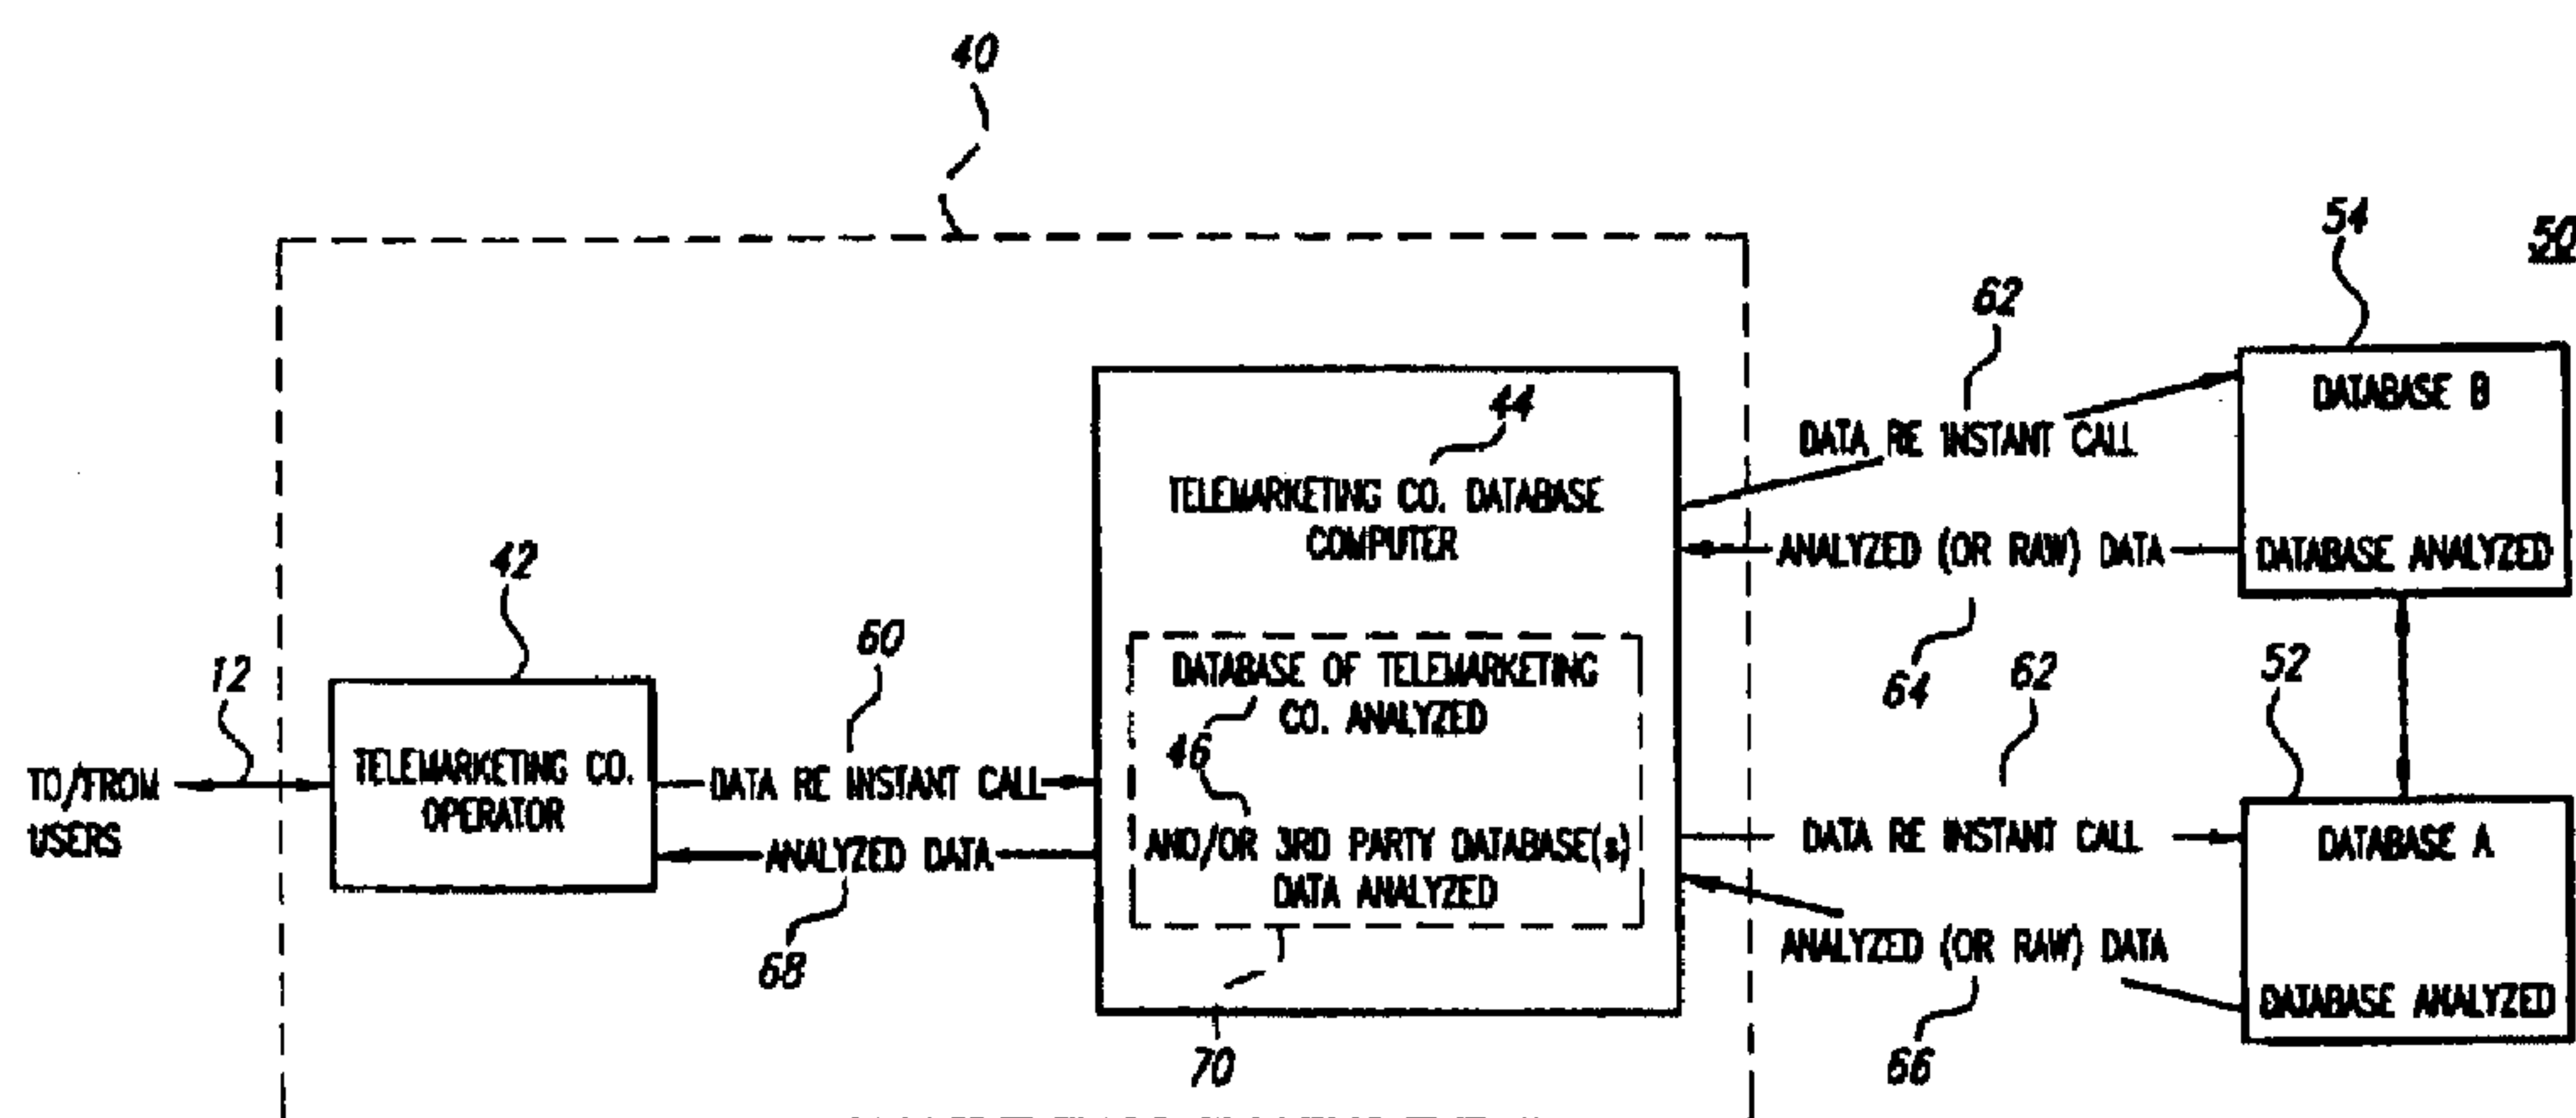 40
54
50
62
DATABASE B
44
DATA RE INSTANT CALL
TELEMARKETING CO. DATABASE
COMPUTER
ANALYZED (OR RAW) DATA
DATABASE ANALYZED
42
60
64
62
52
12
DATABASE OF TELEMARKETING
CO. ANALYZED
46
TO/FROM
USERS
TELEMARKETING CO.
OPERATOR
DATA RE INSTANT CALL
ANALYZED DATA
68
AND/OR 3RD PARTY DATABASE(s)
DATA ANALYZED
DATA RE INSTANT CALL
DATABASE A
ANALYZED (OR RAW) DATA
DATABASE ANALYZED
70
66